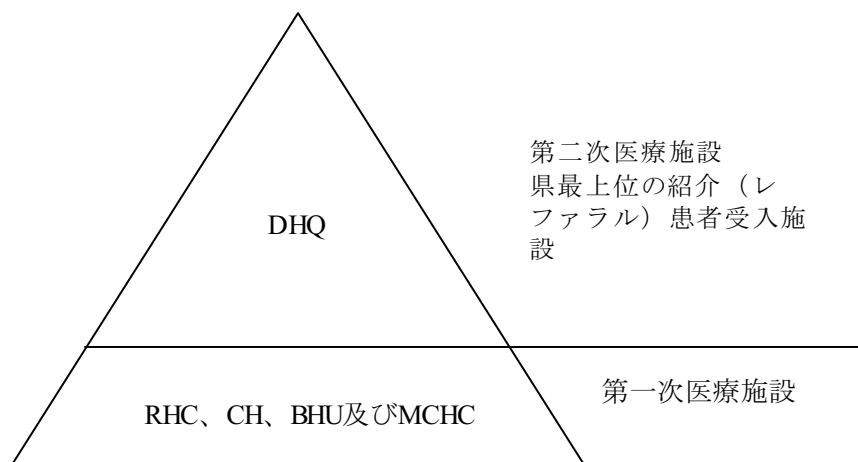 第二次医療施設
県最上位の紹介（レ
ファラル）患者受入施
設
DHQ
第一次医療施設
RHC、CH、BHU及びMCHC